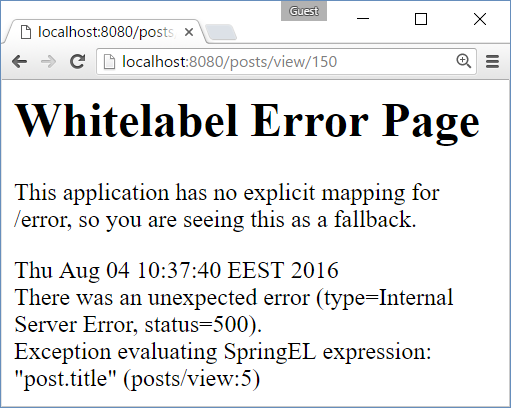 Guest
localhost:8080/posts
localhost:8080/posts/view/150
Whitelabel Error Page
This application has no explicit mapping for
/error, so you are seeing this as a fallback.
Thu Aug 04 10:37:40 EEST 2016
There was an unexpected error (type=Internal
Server Error, status=500).
Exception evaluating SpringEL expression:
"post.title" (posts/view:5)